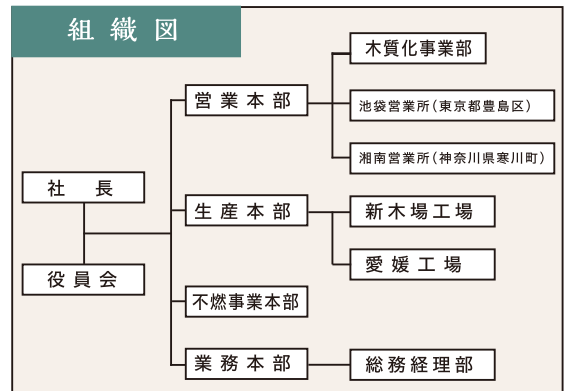 組織図
社長
役員会
営業本部
木質化事業部
池袋営業所(東京都豊島区)
湘南営業所(神奈川県寒川町)
生産本部
新木場工場
愛媛工場
不燃事業本部
業務本部
総務経理部